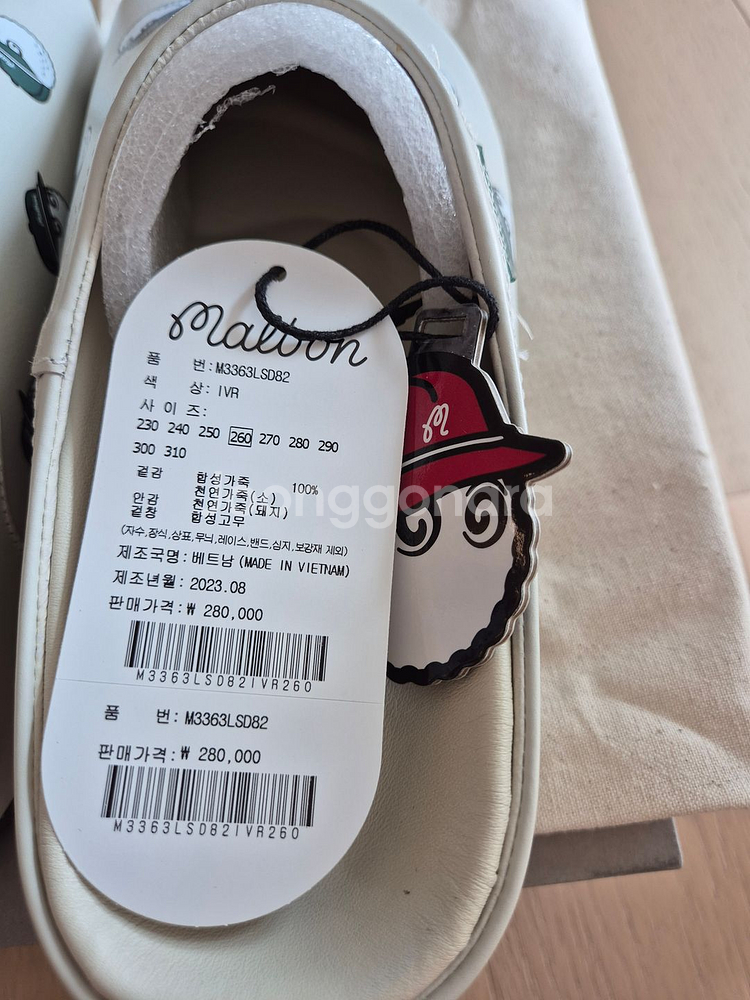 Malbon
품 번:M3363LSD82
색 상:IVR
사 이 즈:
230 240 250 260 270 280 290
300 310
겉감 합성가죽 100%
천연가죽(소)
안감 천연가죽(돼지)
겉창 합성고무
(자수,장식,상표,무늬,레이스,밴드,심지,보강재 제외)
제조국명:베트남(MADE IN VIETNAM)
제조년월:2023.08
판매가격:₩ 280,000
M3363LSD82IVR260
품 번:M3363LSD82
판매가격:₩ 280,000
M3363LSD82IVR260
M